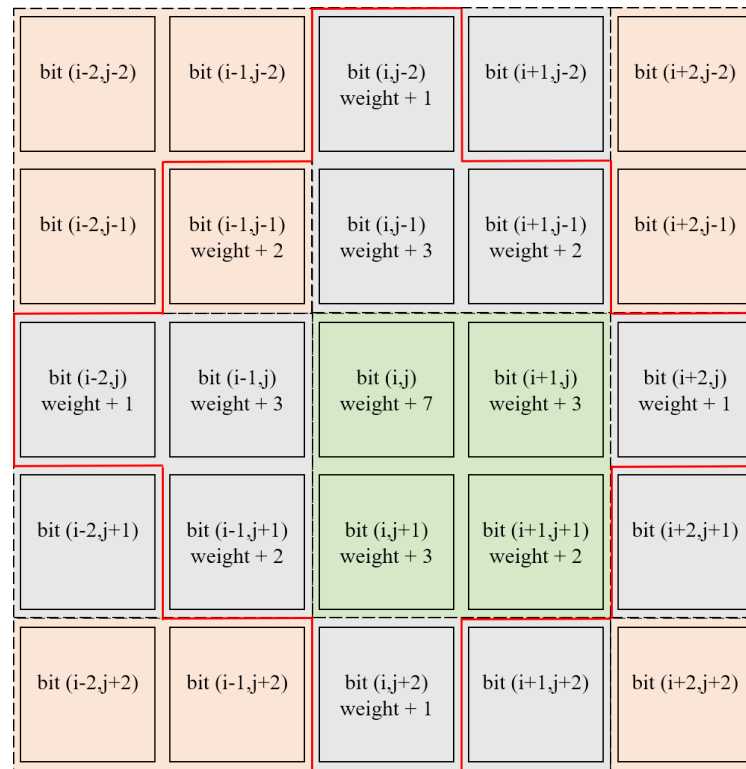 bit (i-2,j-2)
bit (i-1,j-2)
bit (i,j-2)
weight + 1
bit (i+1,j-2)
bit (i+2,j-2)
bit (i-2,j-1)
bit (i-1,j-1)
weight + 2
bit (i,j-1)
weight + 3
bit (i+1,j-1)
weight + 2
bit (i+2,j-1)
bit (i-2,j)
weight + 1
bit (i-1,j)
weight + 3
bit (i,j)
weight + 7
bit (i+1,j)
weight + 3
bit (i+2,j)
weight + 1
bit (i-2,j+1)
bit (i-1,j+1)
weight + 2
bit (i,j+1)
weight + 3
bit (i+1,j+1)
weight + 2
bit (i+2,j+1)
bit (i-2,j+2)
bit (i-1,j+2)
bit (i,j+2)
weight + 1
bit (i+1,j+2)
bit (i+2,j+2)